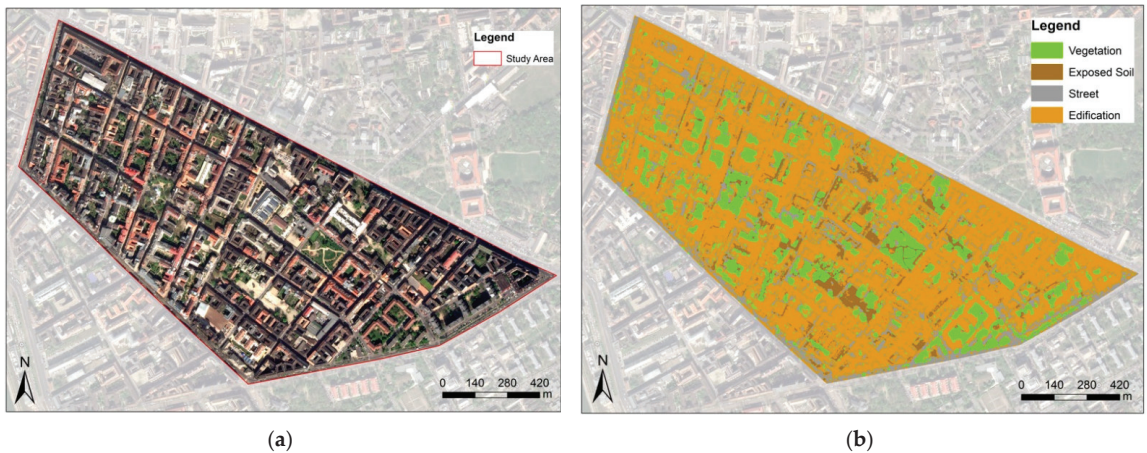 Legend
Study Area
N
0 140 280 420
m
(a)
Legend
Vegetation
Exposed Soil
Street
Edification
N
0 140 280 420
m
(b)